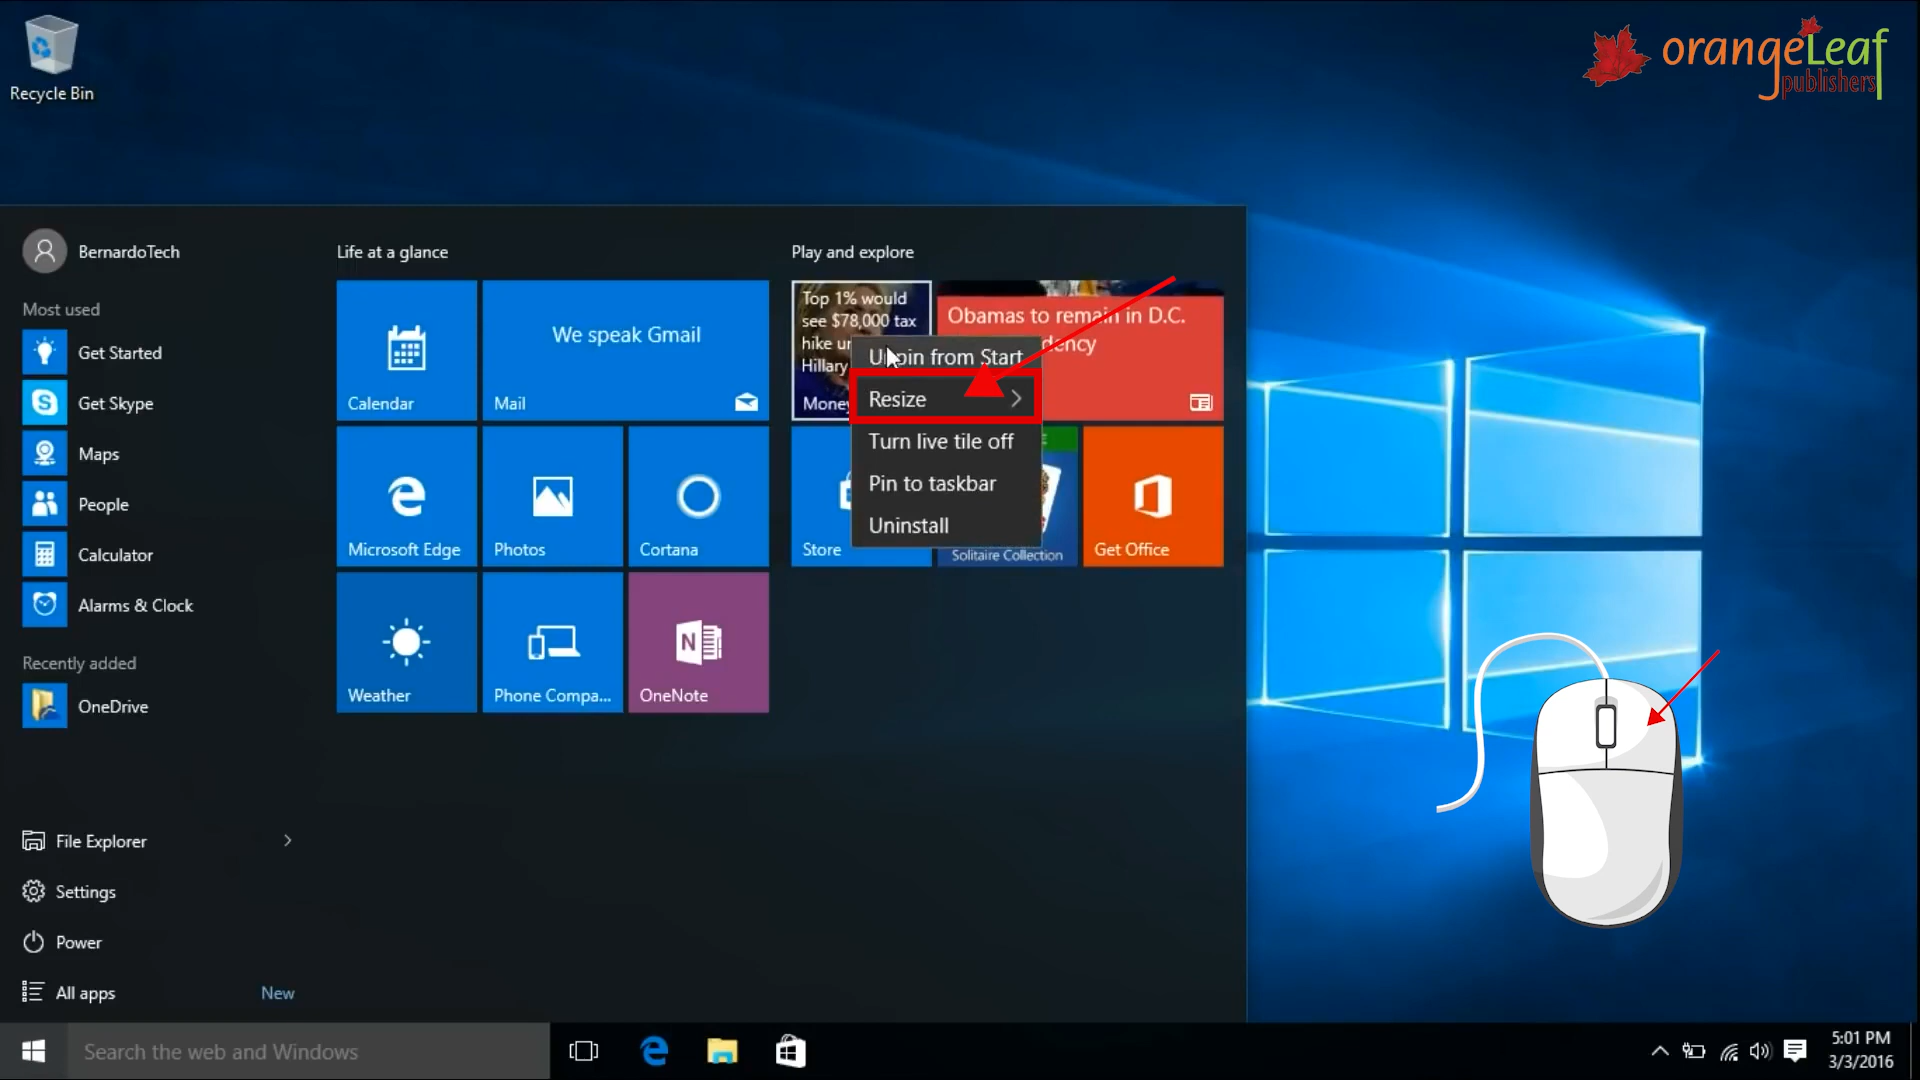 Recycle Bin
orangeLeaf
publishers
BernardoTech
Most used
Get Started
Get Skype
Maps
People
Calculator
Alarms & Clock
Recently added
OneDrive
File Explorer
Settings
Power
All apps
New
Life at a glance
Calendar
We speak Gmail
Mail
Microsoft Edge
Photos
Cortana
Weather
Phone Compa...
N
OneNote
Play and explore
Top 1% would
see $78,000 tax
hike
Hillary
Money
Obamas to remain in D.C.
Unpin from Start
Resize
Turn live tile off
Pin to taskbar
Uninstall
Store
Solitaire Collection
Get Office
Search the web and Windows
5:01 PM
3/3/2016